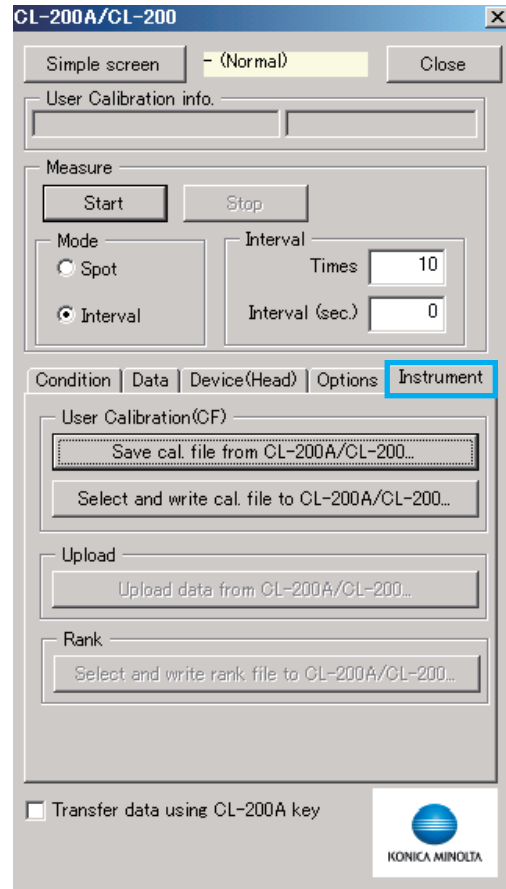 CL-200A/CL-200
Simple screen - (Normal) Close
User Calibration info.
Measure
Start Stop
Mode Interval
Spot Times 10
Interval Interval (sec.) 0
Condition Data Device(Head) Options Instrument
User Calibration(CF)
Save cal. file from CL-200A/CL-200...
Select and write cal. file to CL-200A/CL-200...
Upload
Upload data from CL-200A/CL-200...
Rank
Select and write rank file to CL-200A/CL-200...
Transfer data using CL-200A key
KONICA MINOLTA